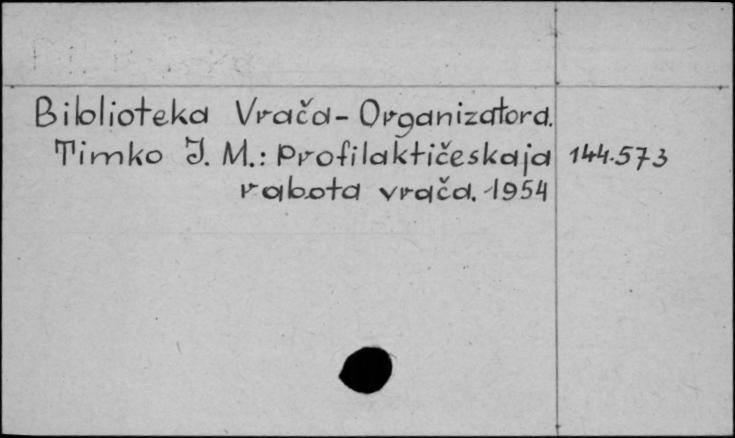 Biblioteka Vrača-Organizatora.
Timko J. M.: Profilaktičeskaja 144.573
rabota vrača. 1954